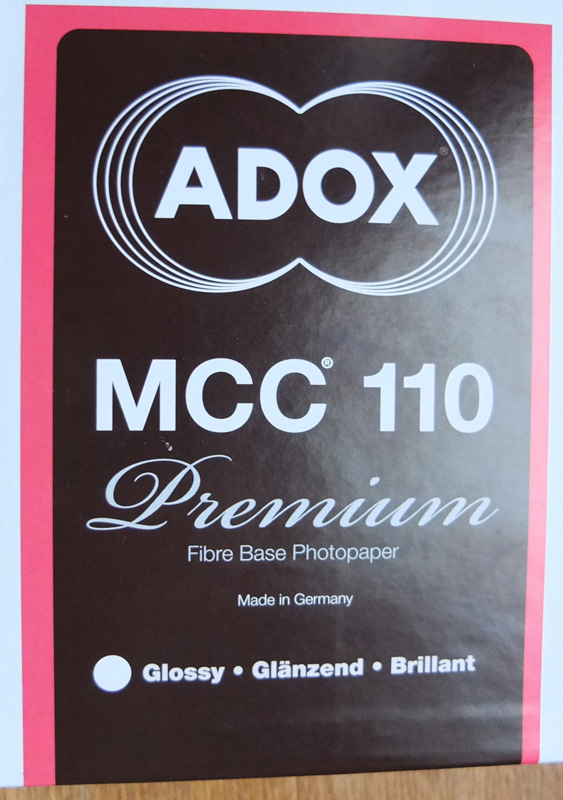 ADOX®
MCC® 110
Premium
Fibre Base Photopaper
Made in Germany
Glossy • Glänzend • Brillant